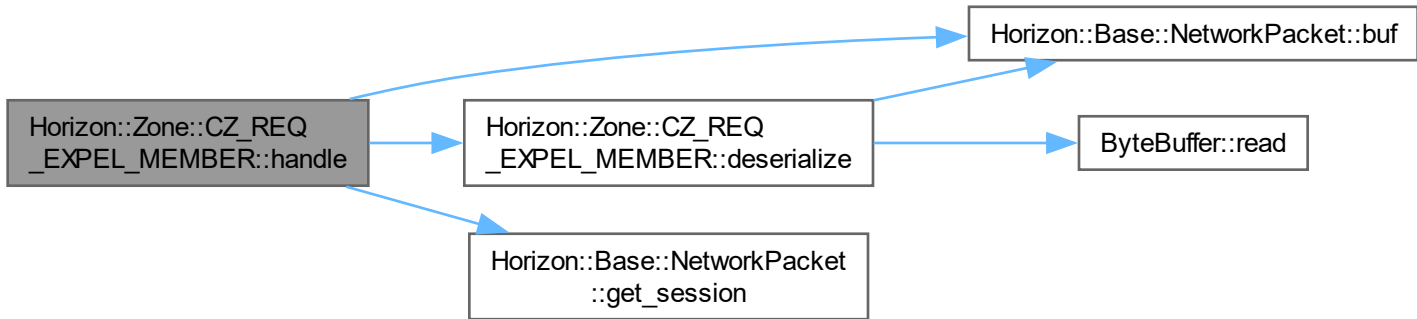 Horizon::Zone::CZ_REQ
_EXPEL_MEMBER::handle
Horizon::Base::NetworkPacket::buf
Horizon::Zone::CZ_REQ
_EXPEL_MEMBER::deserialize
ByteBuffer::read
Horizon::Base::NetworkPacket
::get_session